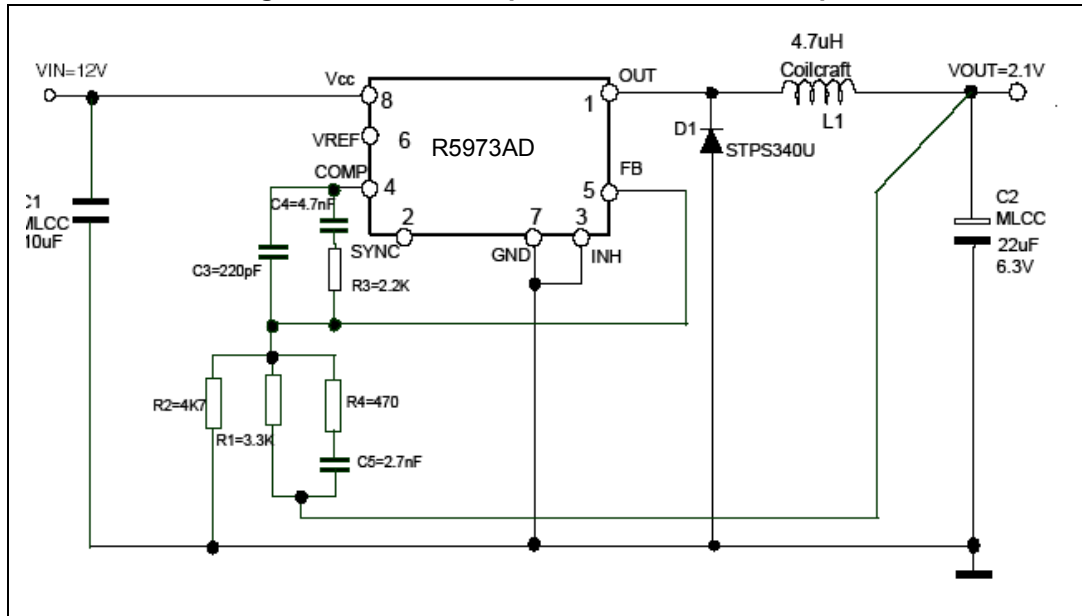 4.7uH
Coilcraft
L1
VIN=12V
Vcc
8
OUT
1
VOUT=2.1V
VREF
6
R5973AD
D1
STPS340U
COMP
4
FB
5
C4=4.7nF
2
7
3
SYNC
GND
INH
C2
MLCC
22uF
6.3V
C3=220pF
R3=2.2K
R2=4K7
R1=3.3K
R4=470
C5=2.7nF